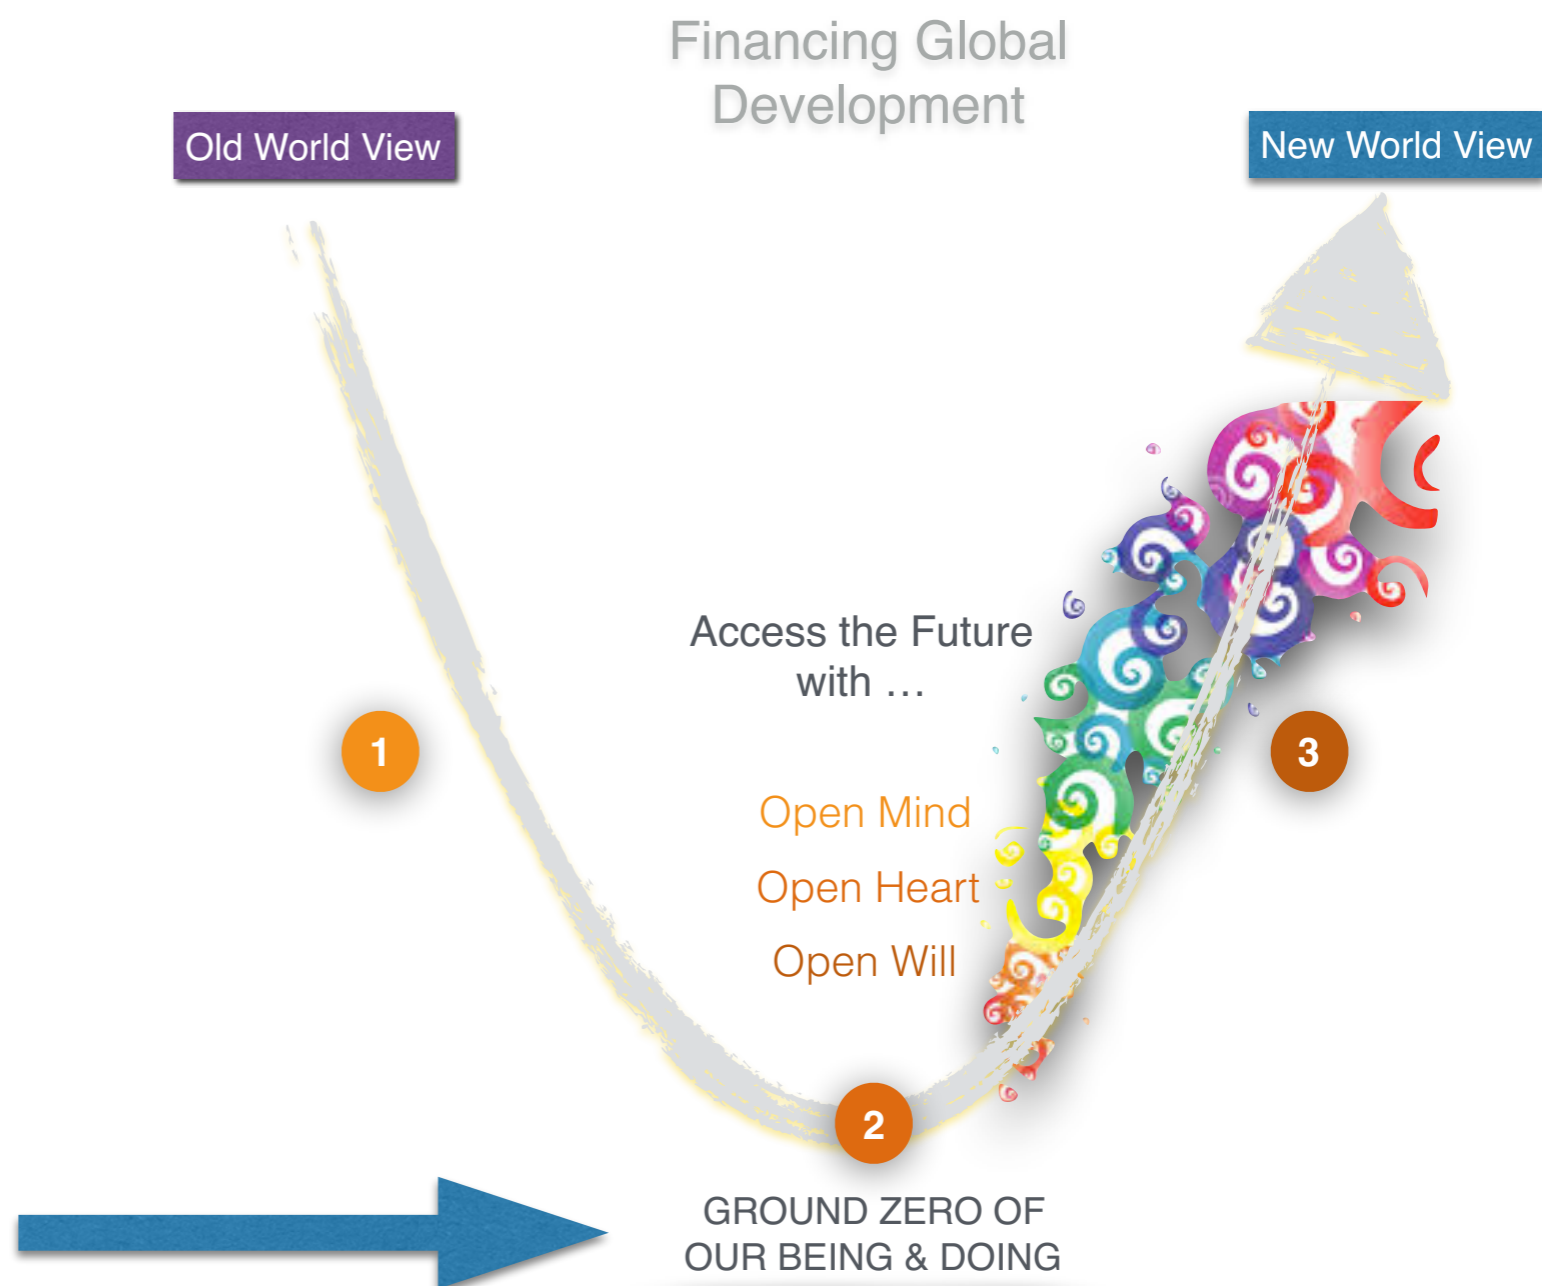 Financing Global
Development
Old World View
New World View
Access the Future
with …
1
3
Open Mind
Open Heart
Open Will
2
GROUND ZERO OF
OUR BEING & DOING